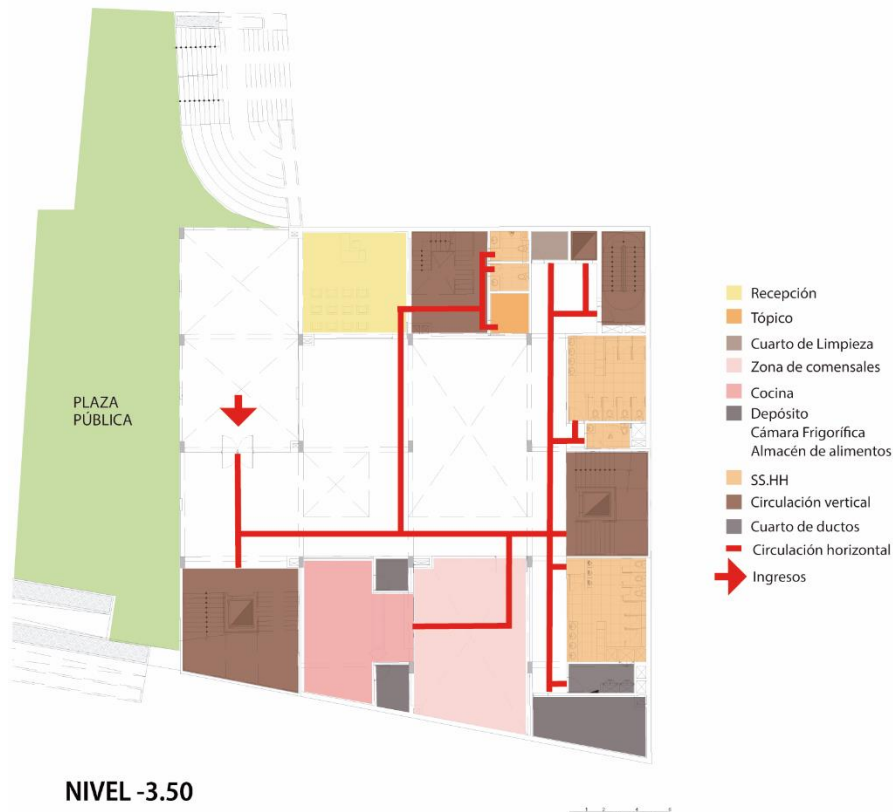 PLAZA
PÚBLICA
Recepción
Tópico
Cuarto de Limpieza
Zona de comensales
Cocina
Depósito
Cámara Frigorífica
Almacén de alimentos
SS.HH
Circulación vertical
Cuarto de ductos
Circulación horizontal
Ingresos
NIVEL -3.50